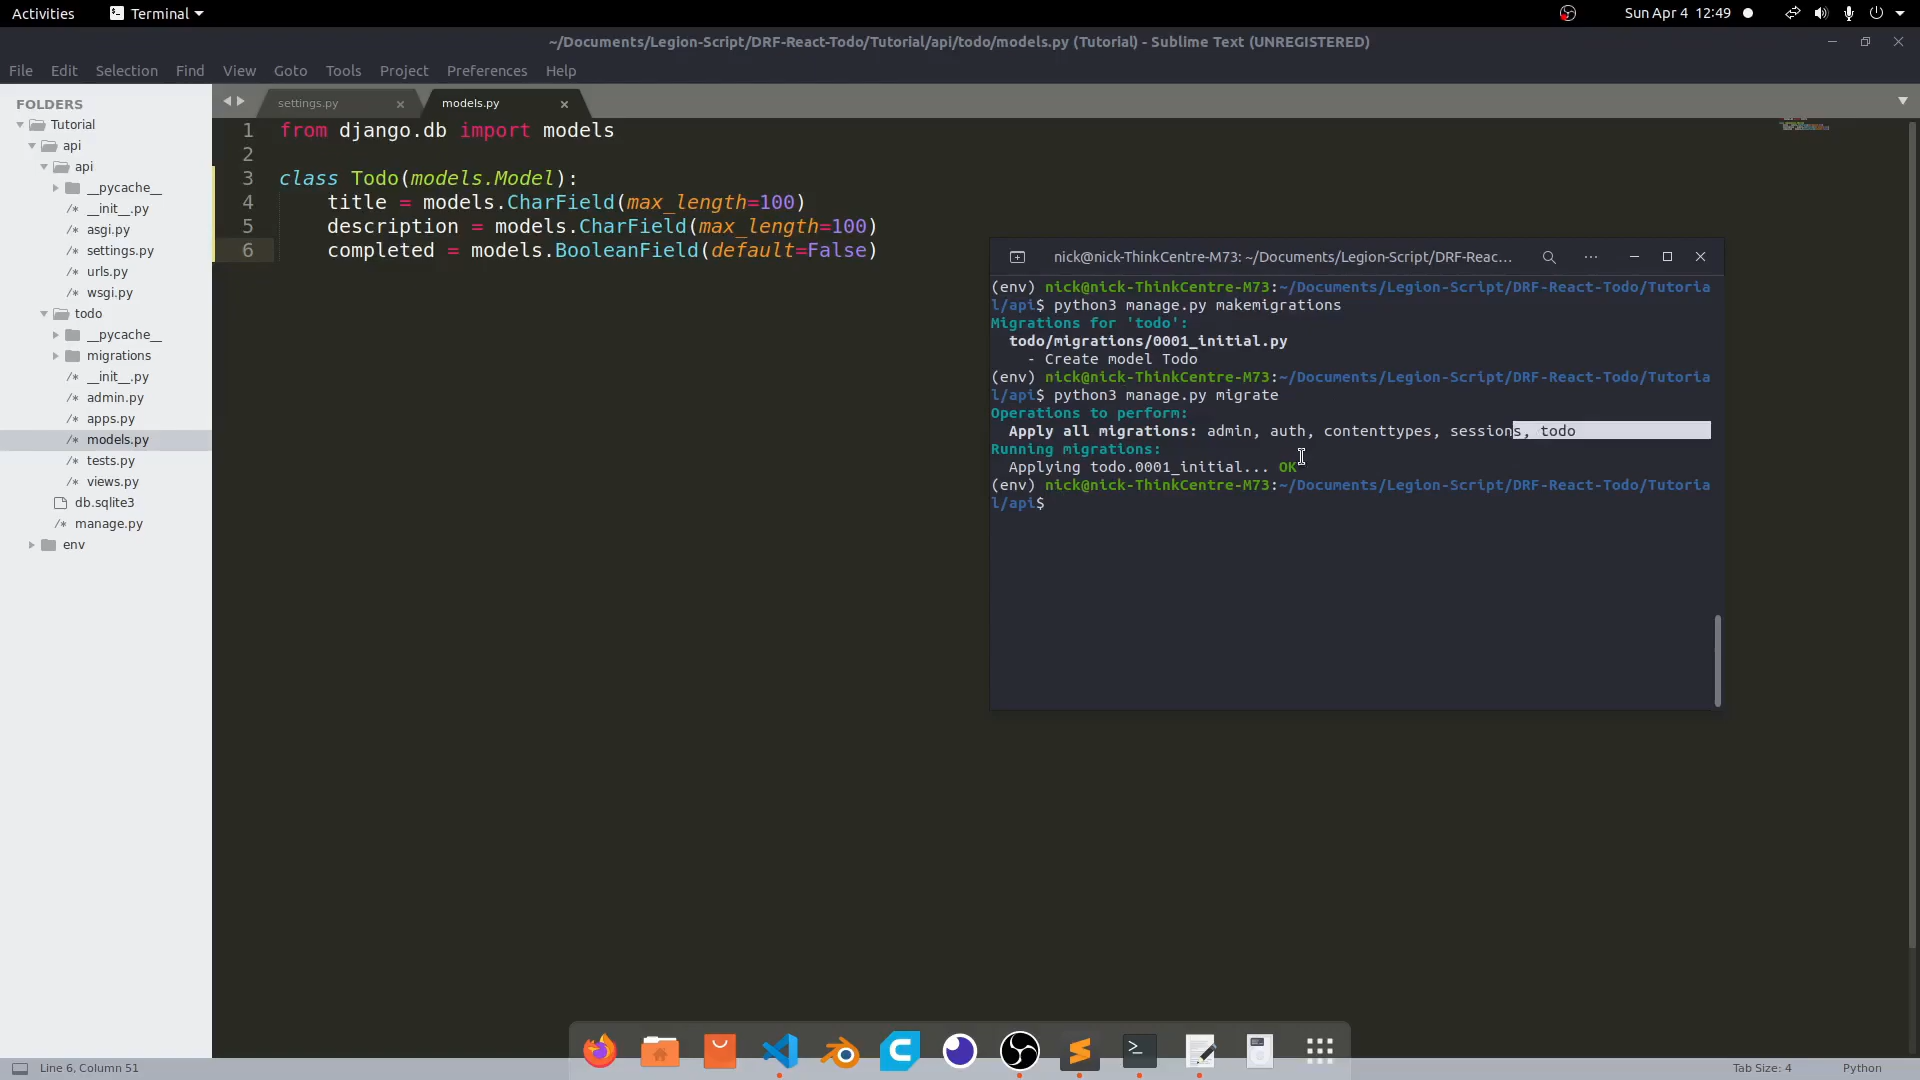 Activities
Terminal
Sun Apr 4 12:49
~/Documents/Legion-Script/DRF-React-Todo/Tutorial/api/todo/models.py (Tutorial) - Sublime Text (UNREGISTERED)
File Edit Selection Find View Goto Tools Project Preferences Help
FOLDERS
Tutorial
api
api
__pycache__
/* __init__.py
/* asgi.py
/* settings.py
/* urls.py
/* wsgi.py
todo
__pycache__
migrations
/* __init__.py
/* admin.py
/* apps.py
/* models.py
/* tests.py
/* views.py
db.sqlite3
/* manage.py
env
settings.py
models.py
1 from django.db import models
2
3 class Todo(models.Model):
4 title = models.CharField(max_length=100)
5 description = models.CharField(max_length=100)
6 completed = models.BooleanField(default=False)
nick@nick-ThinkCentre-M73: ~/Documents/Legion-Script/DRF-Reac...
(env) nick@nick-ThinkCentre-M73:~/Documents/Legion-Script/DRF-React-Todo/Tutoria
l/api$ python3 manage.py makemigrations
Migrations for 'todo':
todo/migrations/0001_initial.py
- Create model Todo
(env) nick@nick-ThinkCentre-M73:~/Documents/Legion-Script/DRF-React-Todo/Tutoria
l/api$ python3 manage.py migrate
Operations to perform:
Apply all migrations: admin, auth, contenttypes, sessions, todo
Running migrations:
Applying todo.0001_initial... OK
(env) nick@nick-ThinkCentre-M73:~/Documents/Legion-Script/DRF-React-Todo/Tutoria
l/api$
Line 6, Column 51
Tab Size: 4
Python